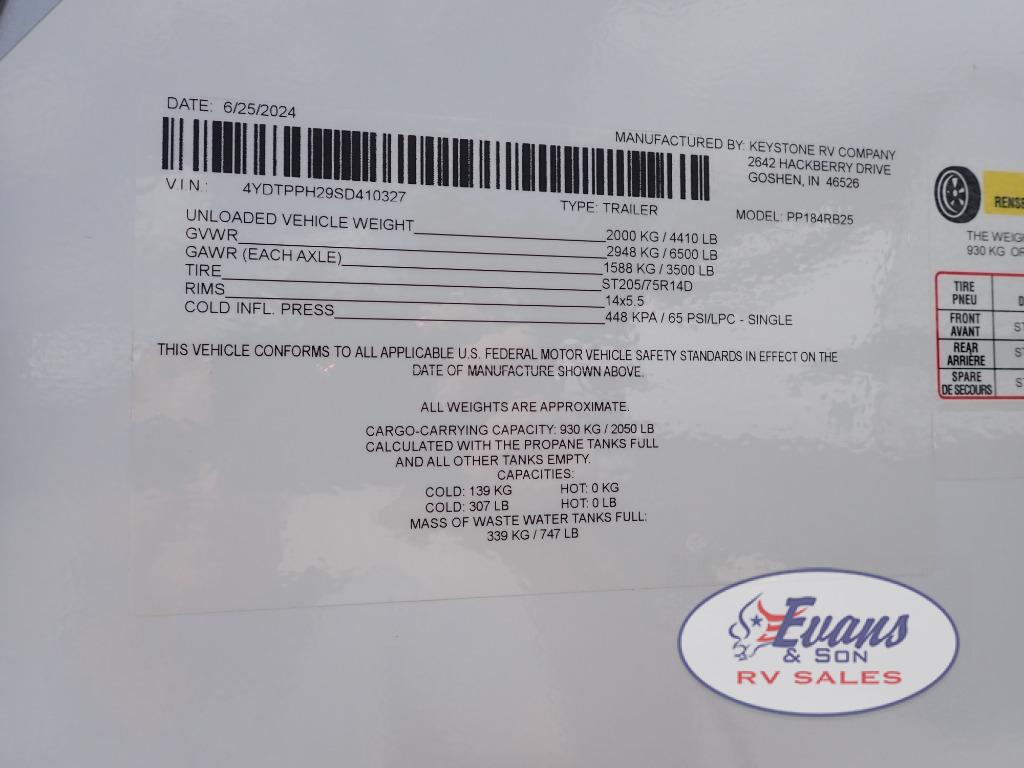 DATE: 6/25/2024
MANUFACTURED BY: KEYSTONE RV COMPANY
2642 HACKBERRY DRIVE
GOSHEN, IN 46526
VIN: 4YDTPPH29SD410327
TYPE: TRAILER
MODEL: PP184RB25
UNLOADED VEHICLE WEIGHT 2000 KG / 4410 LB
GVWR 2948 KG / 6500 LB
GAWR (EACH AXLE) 1588 KG / 3500 LB
TIRE ST205/75R14D
RIMS 14x5.5
COLD INFL. PRESS 448 KPA / 65 PSI/LPC - SINGLE
THIS VEHICLE CONFORMS TO ALL APPLICABLE U.S. FEDERAL MOTOR VEHICLE SAFETY STANDARDS IN EFFECT ON THE
DATE OF MANUFACTURE SHOWN ABOVE.
ALL WEIGHTS ARE APPROXIMATE.
CARGO-CARRYING CAPACITY: 930 KG / 2050 LB
CALCULATED WITH THE PROPANE TANKS FULL
AND ALL OTHER TANKS EMPTY.
CAPACITIES:
COLD: 139 KG HOT: 0 KG
COLD: 307 LB HOT: 0 LB
MASS OF WASTE WATER TANKS FULL:
339 KG / 747 LB
RENSE
THE WEIG
930 KG OR
TIRE
PNEU
FRONT
AVANT
ST
REAR
ARRIÈRE
ST
SPARE
DE SECOURS
ST
Evans
& SON
RV SALES